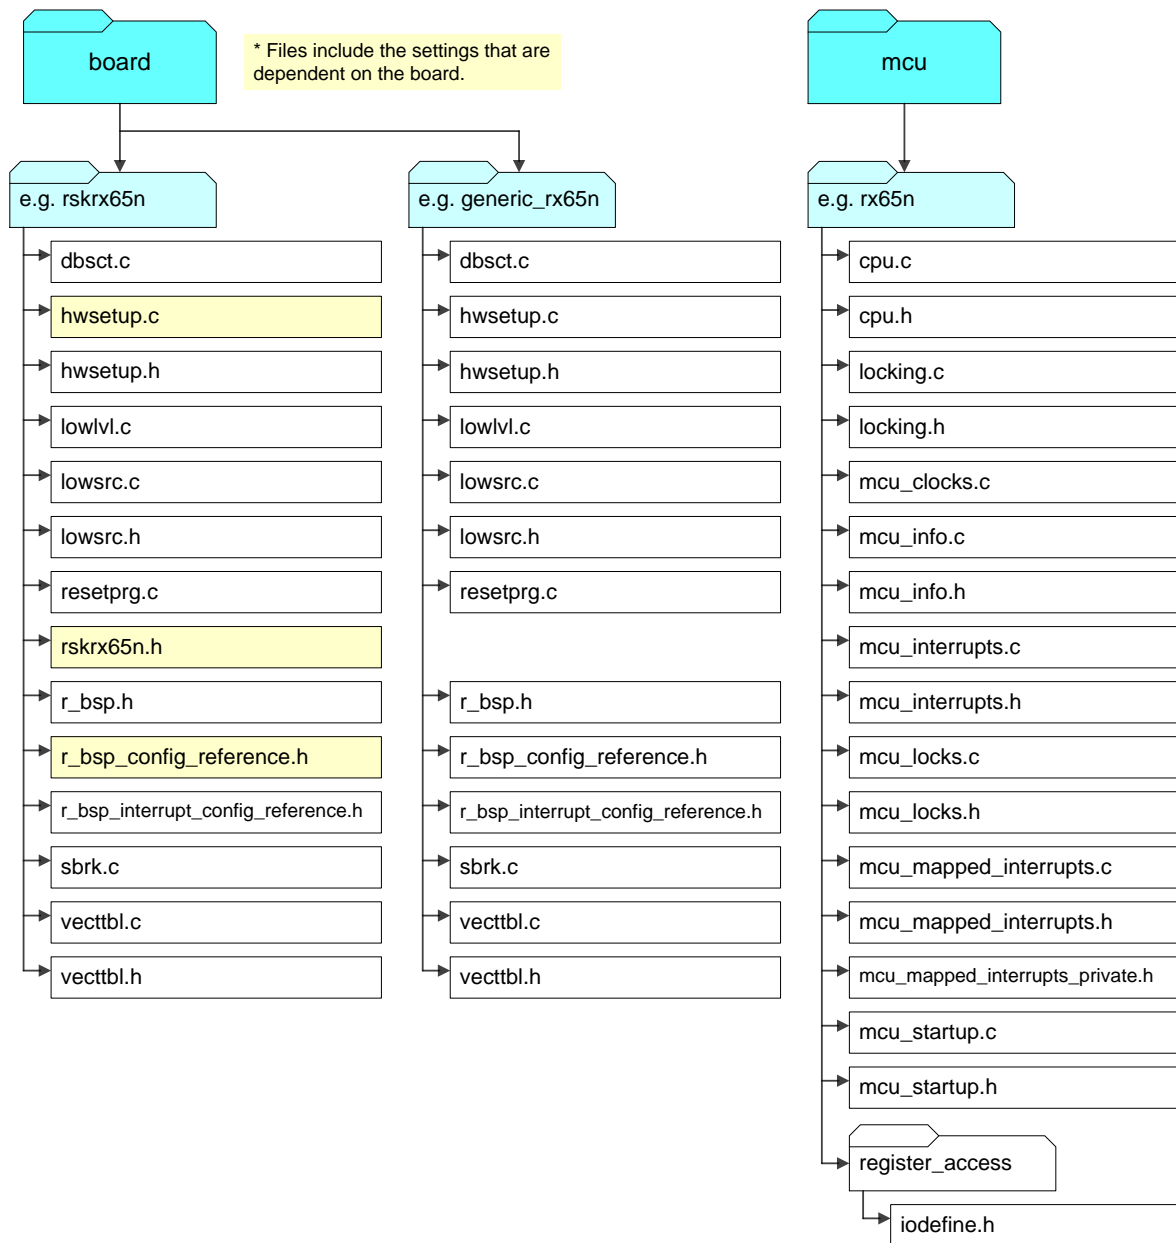 board
* Files include the settings that are
dependent on the board.
mcu
e.g. rskrx65n
dbsct.c
hwsetup.c
hwsetup.h
lowlvl.c
lowsrc.c
lowsrc.h
resetprg.c
rskrx65n.h
r_bsp.h
r_bsp_config_reference.h
r_bsp_interrupt_config_reference.h
sbrk.c
vecttbl.c
vecttbl.h
e.g. generic_rx65n
dbsct.c
hwsetup.c
hwsetup.h
lowlvl.c
lowsrc.c
lowsrc.h
resetprg.c
r_bsp.h
r_bsp_config_reference.h
r_bsp_interrupt_config_reference.h
sbrk.c
vecttbl.c
vecttbl.h
e.g. rx65n
cpu.c
cpu.h
locking.c
locking.h
mcu_clocks.c
mcu_info.c
mcu_info.h
mcu_interrupts.c
mcu_interrupts.h
mcu_locks.c
mcu_locks.h
mcu_mapped_interrupts.c
mcu_mapped_interrupts.h
mcu_mapped_interrupts_private.h
mcu_startup.c
mcu_startup.h
register_access
iodefine.h